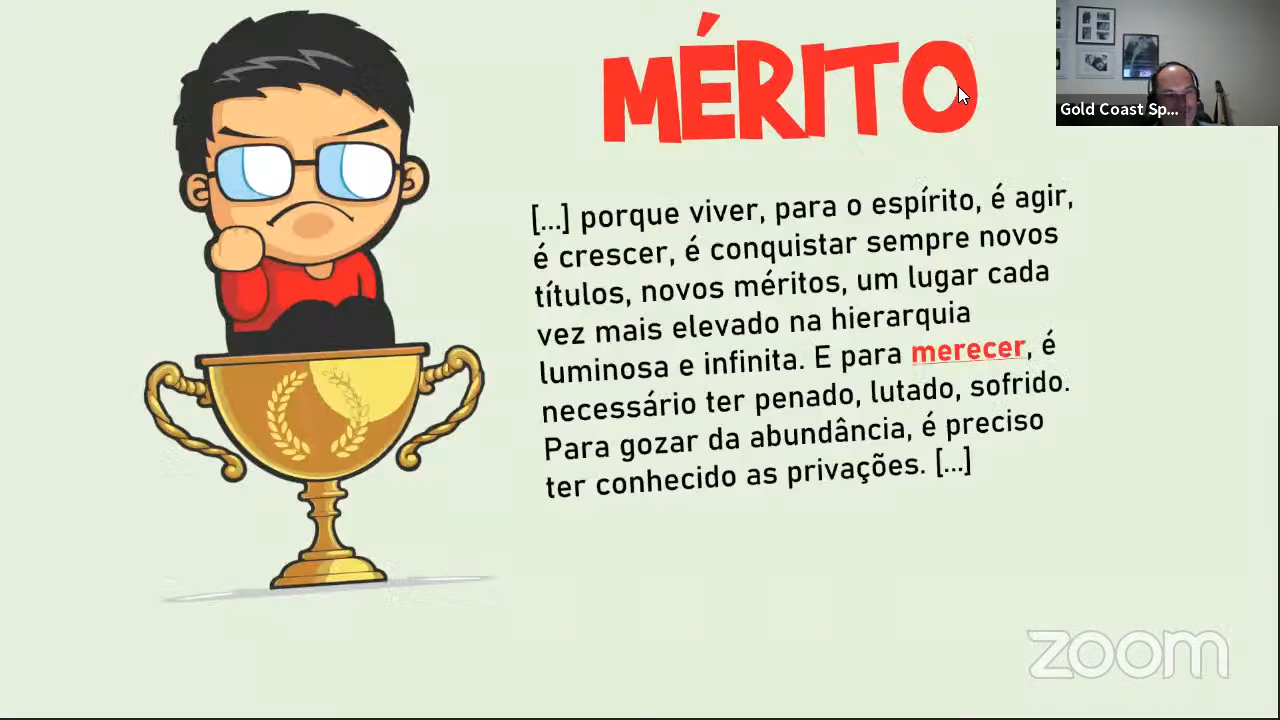 MÉRITO
Gold Coast Sp...
[...] porque viver, para o espírito, é agir,
é crescer, é conquistar sempre novos
títulos, novos méritos, um lugar cada
vez mais elevado na hierarquia
luminosa e infinita. E para merecer, é
necessário ter penado, lutado, sofrido.
Para gozar da abundância, é preciso
ter conhecido as privações. [...]
zoom